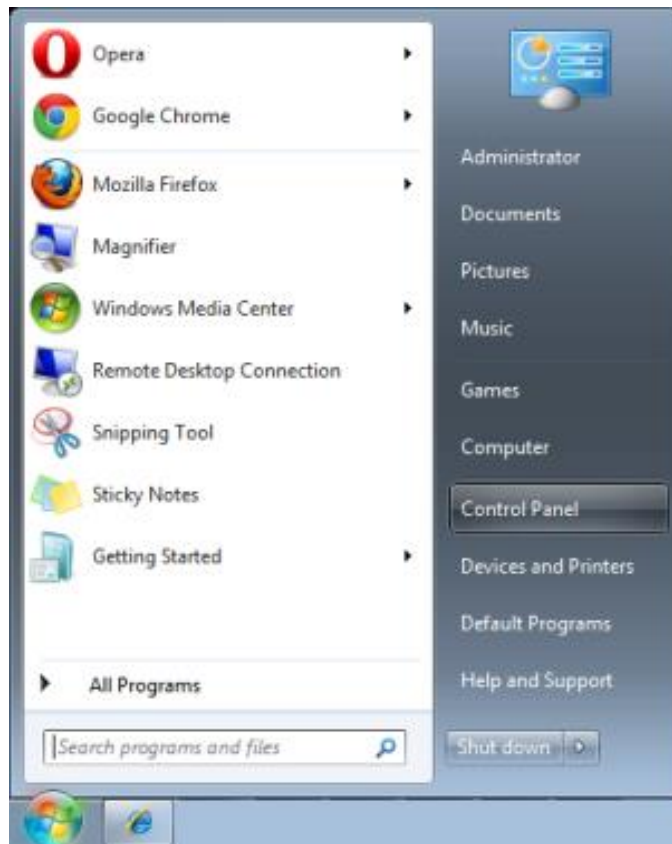 Opera
Google Chrome
Mozilla Firefox
Magnifier
Windows Media Center
Remote Desktop Connection
Snipping Tool
Sticky Notes
Getting Started
All Programs
Search programs and files
Administrator
Documents
Pictures
Music
Games
Computer
Control Panel
Devices and Printers
Default Programs
Help and Support
Shut down